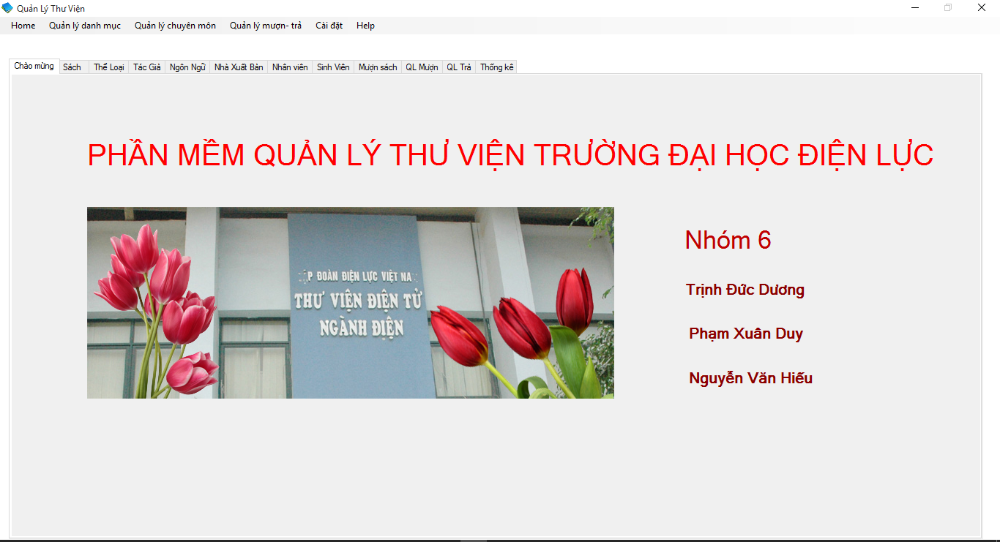 Quản Lý Thư Viện
Home Quản lý danh mục Quản lý chuyên môn Quản lý mượn- trả Cài đặt Help
Chào mừng Sách Thể Loại Tác Giả Ngôn Ngữ Nhà Xuất Bản Nhân viên Sinh Viên Mượn sách QL Mượn QL Trả Thống kê
PHẦN MỀM QUẢN LÝ THƯ VIỆN TRƯỜNG ĐẠI HỌC ĐIỆN LỰC
P ĐOÀN ĐIỆN LỰC VIỆT NA
THƯ VIỆN ĐIỆN TỬ
NGÀNH ĐIỆN
Nhóm 6
Trịnh Đức Dương
Phạm Xuân Duy
Nguyễn Văn Hiếu